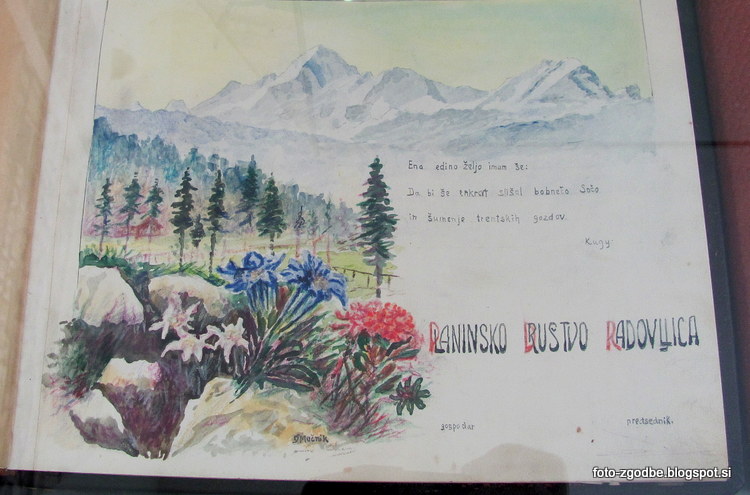 Eno edino željo imam še:
Da bi še enkrat slišal bobnečo Sočo
in šumenje trentskih gozdov.
Kugy:
PLANINSKO DRUŠTVO RADOVLJICA
gospodar
predsednik:
Močnik
foto-zgodbe.blogspot.si